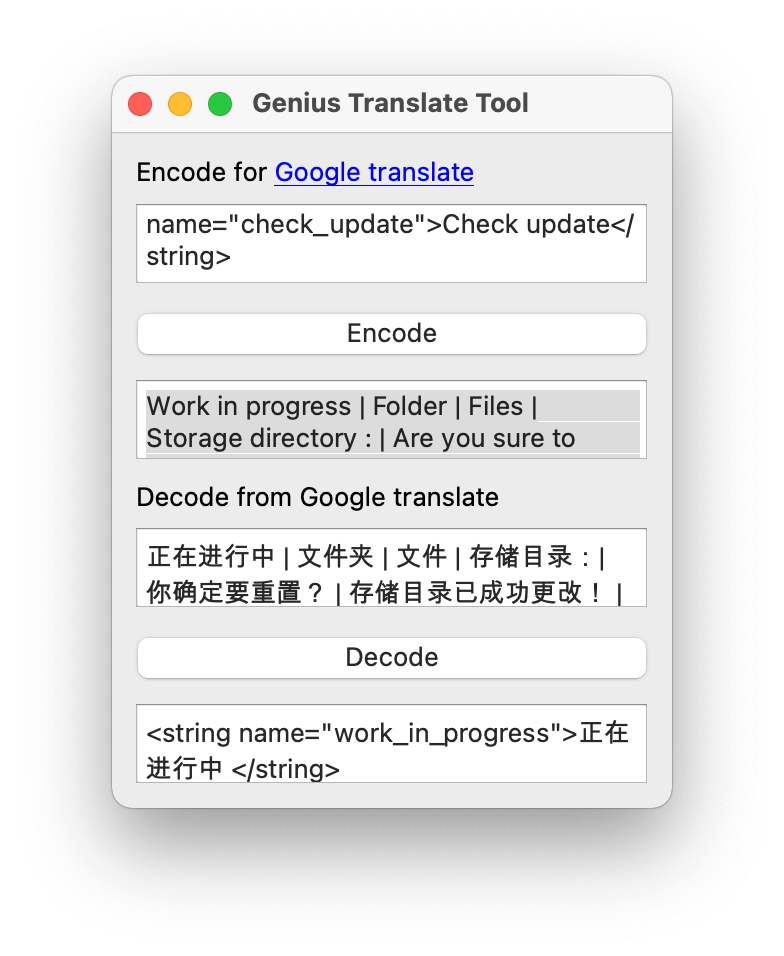 Genius Translate Tool
Encode for Google translate
name="check_update">Check update</
string>
Encode
Work in progress | Folder | Files |
Storage directory : | Are you sure to
Decode from Google translate
正在进行中 | 文件夹 | 文件 | 存储目录：|
你确定要重置？ | 存储目录已成功更改！ |
Decode
<string name="work_in_progress">正在
进行中 </string>